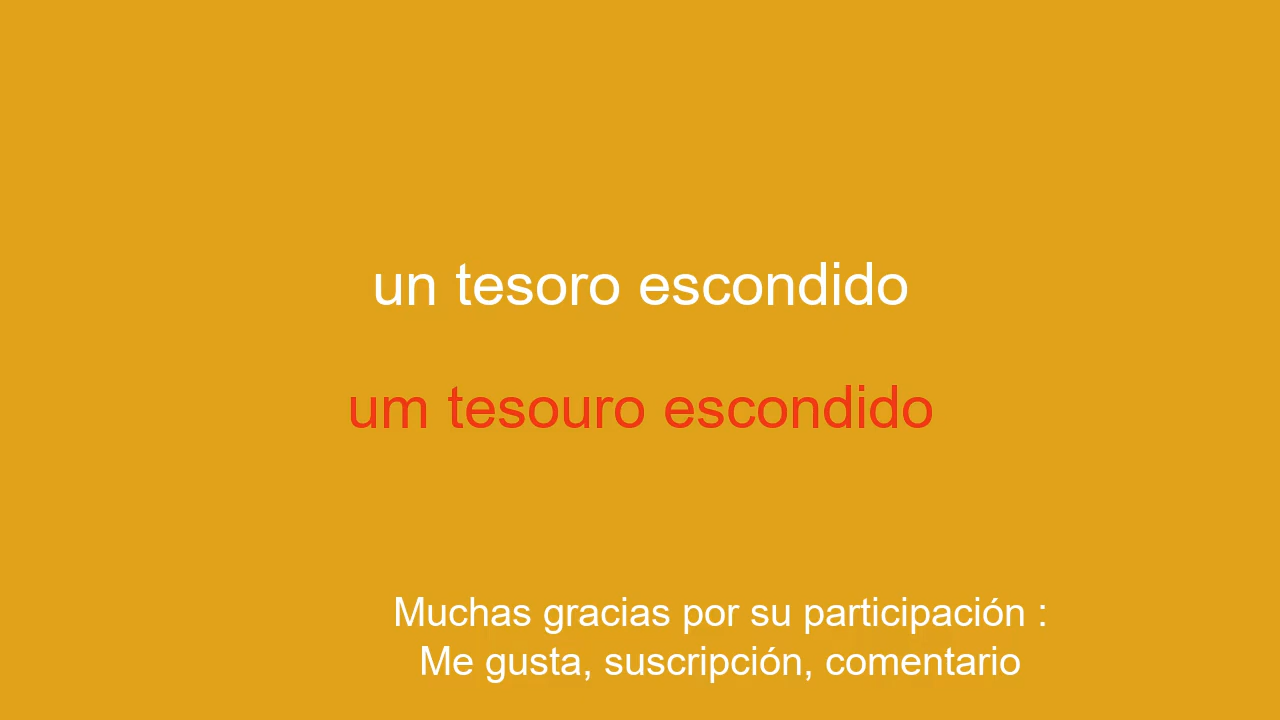 un tesoro escondido
um tesouro escondido
Muchas gracias por su participación :
Me gusta, suscripción, comentario